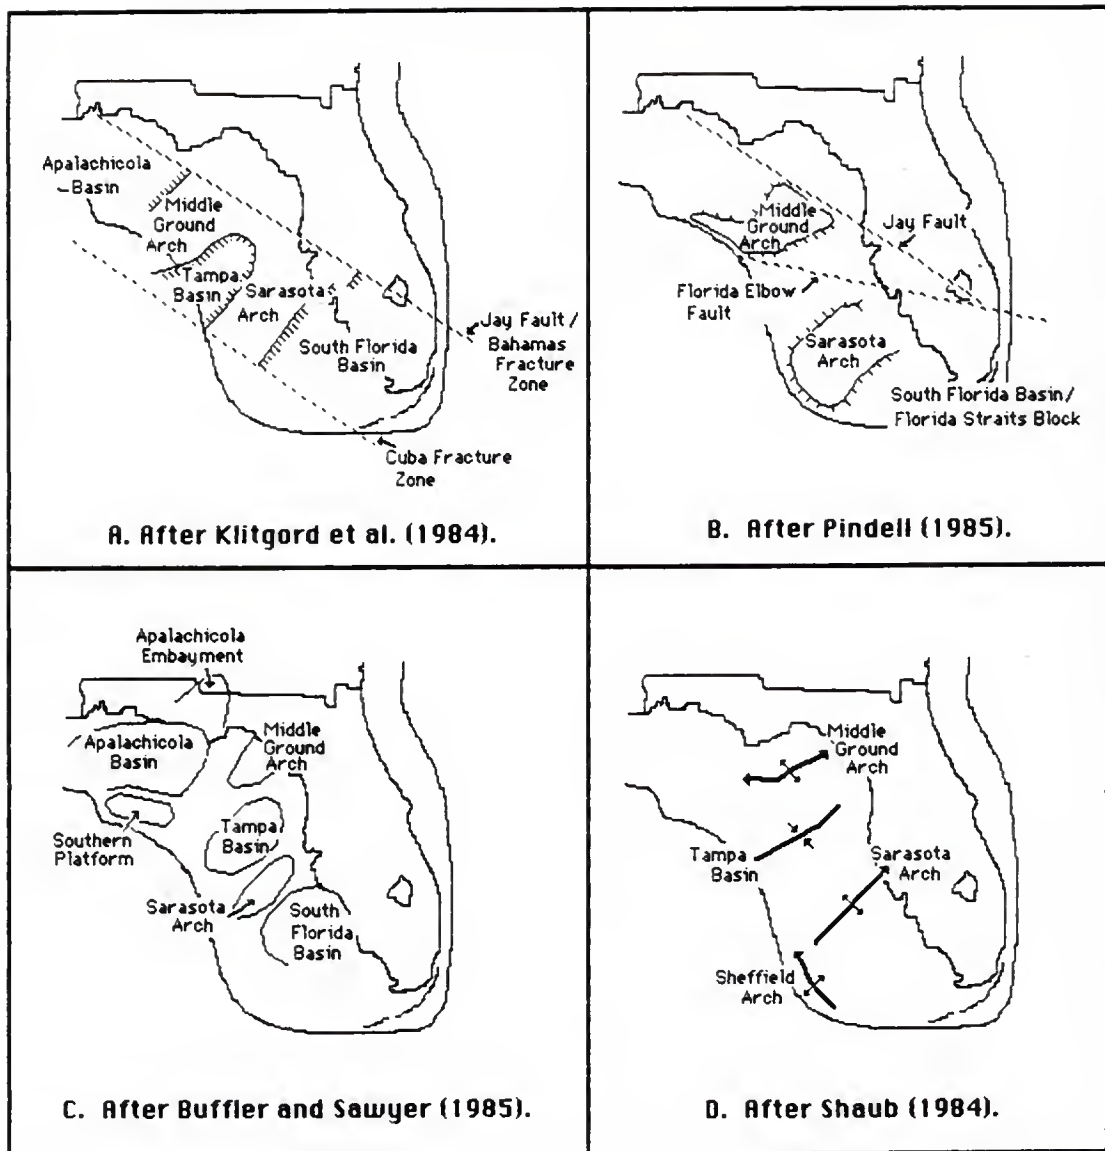 Apalachicola
Basin
Middle
Ground
Arch
Tampa
Basin
Sarasota
Arch
South Florida
Basin
Jay Fault /
Bahamas
Fracture
Zone
Cuba Fracture
Zone
A. After Klitgord et al. (1984).
Middle
Ground
Arch
Jay Fault
Florida Elbow
Fault
Sarasota
Arch
South Florida Basin/
Florida Straits Block
B. After Pindell (1985).
Apalachicola
Embayment
Apalachicola
Basin
Middle
Ground
Arch
Southern
Platform
Tampa
Basin
Sarasota
Arch
South
Florida
Basin
C. After Buffler and Sawyer (1985).
Middle
Ground
Arch
Tampa
Basin
Sarasota
Arch
Sheffield
Arch
D. After Shaub (1984).